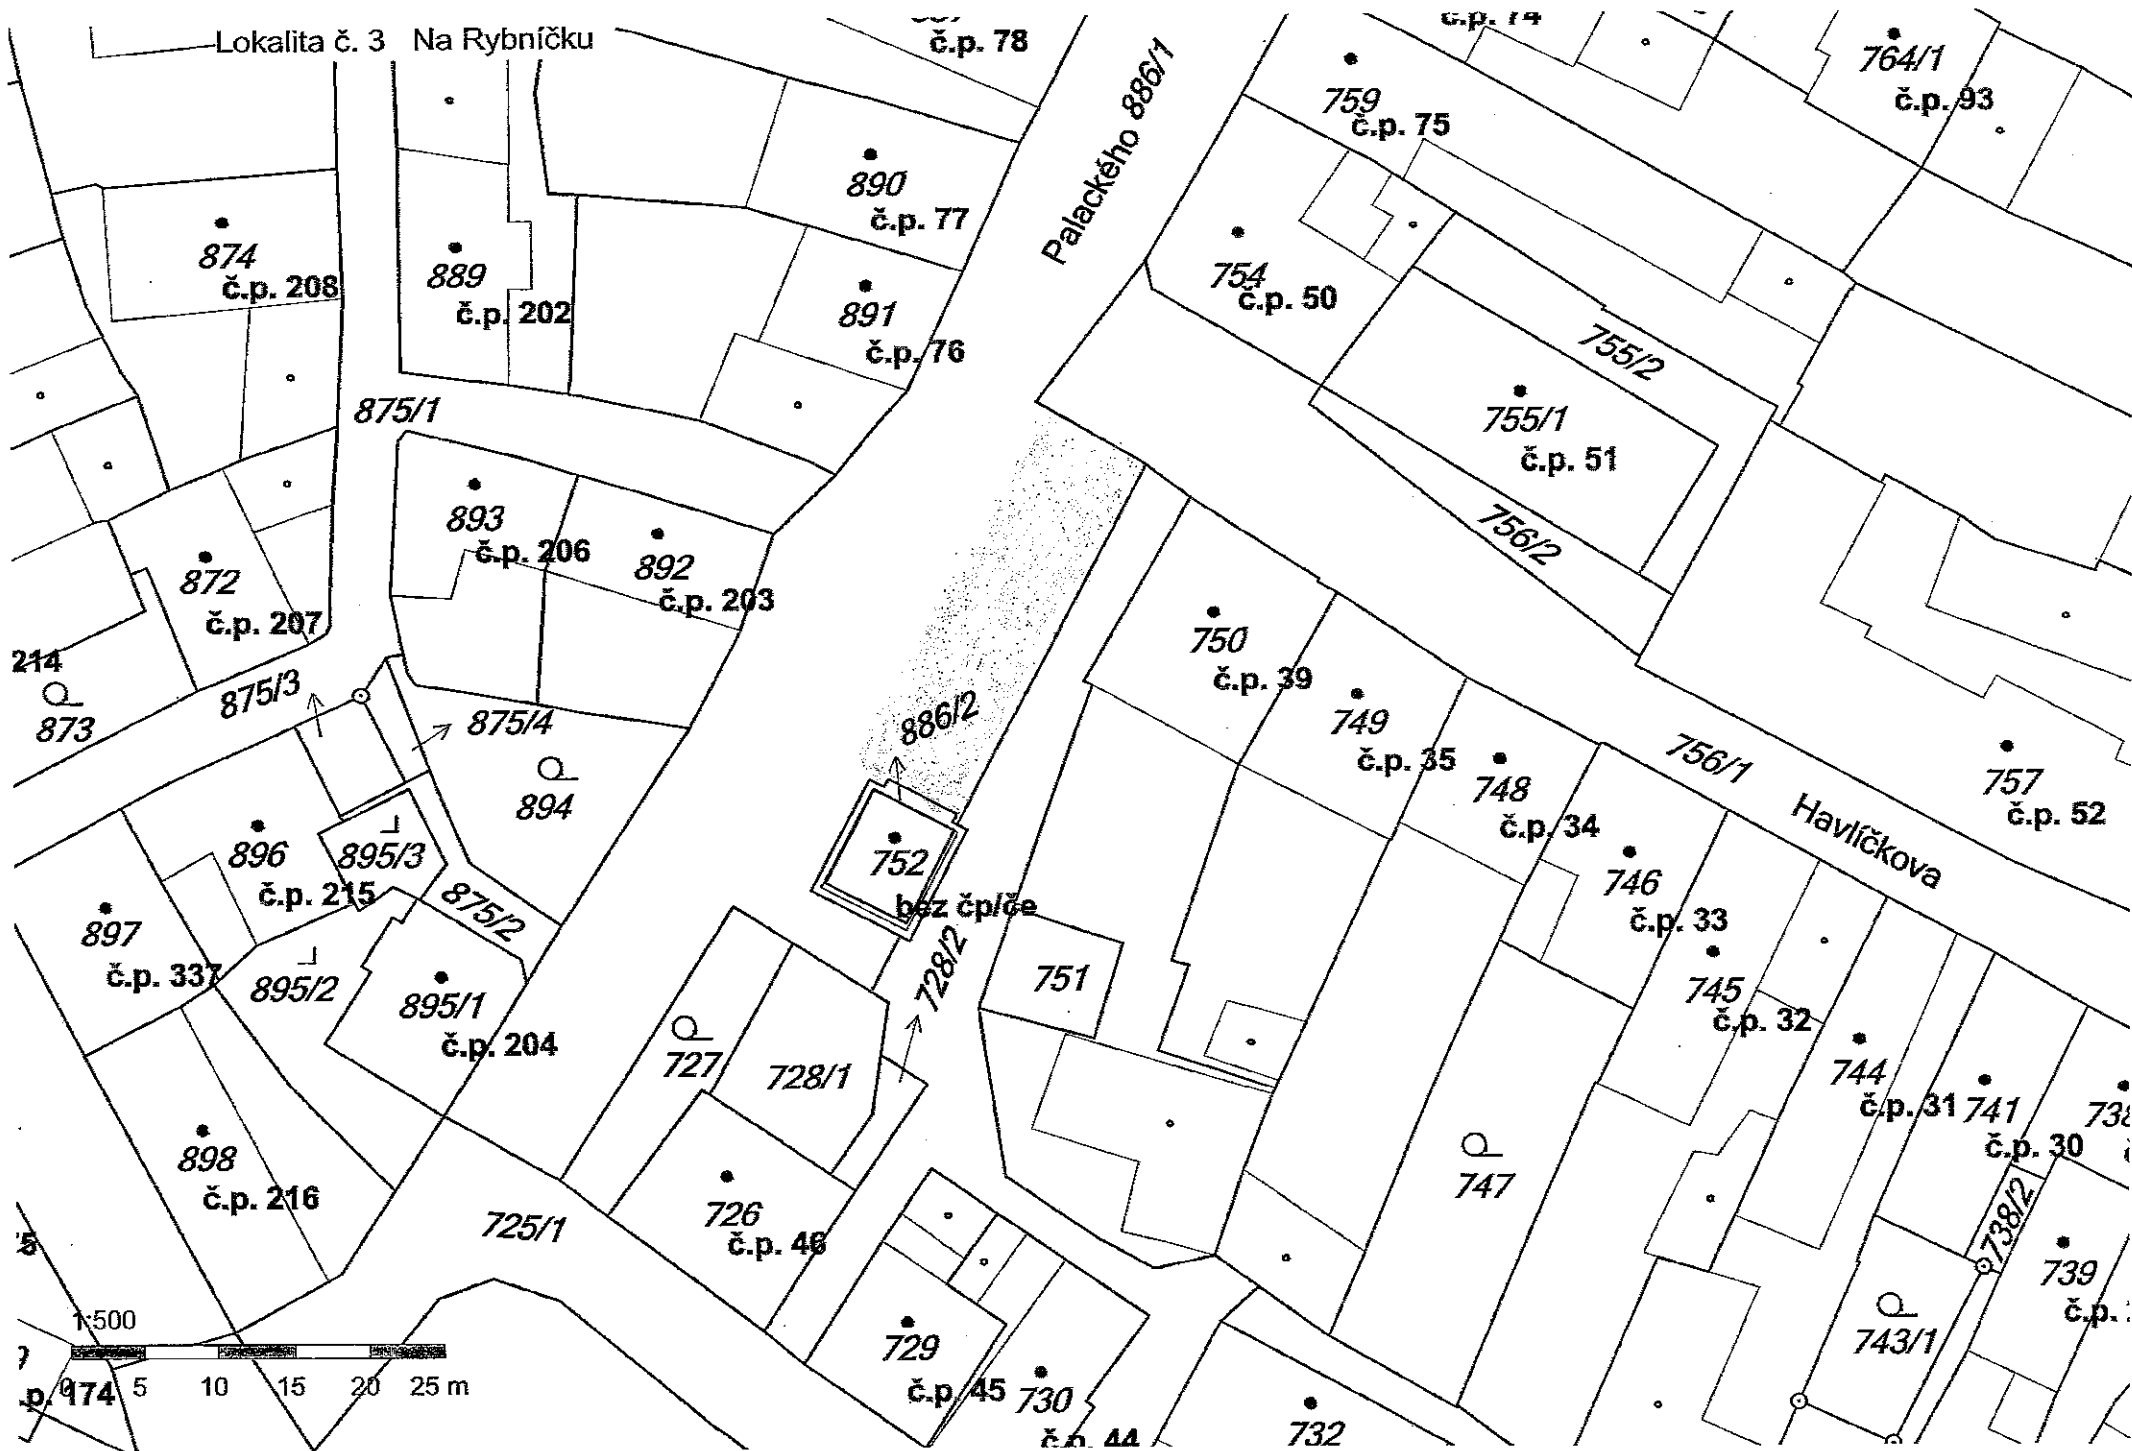 Lokalita č. 3 Na Rybníčku
č.p. 78
Palackého 886/1
č.p. 74
759
č.p. 75
764/1
č.p. 93
890
č.p. 77
874
č.p. 208
889
č.p. 202
891
č.p. 76
754
č.p. 50
755/2
755/1
č.p. 51
875/1
893
č.p. 206
892
č.p. 203
756/2
872
č.p. 207
750
č.p. 39
214
873
875/3
875/4
894
886/2
749
č.p. 35
748
č.p. 34
756/1
Havlíčkova
757
č.p. 52
896
č.p. 215
895/3
875/2
752
bez čp/če
728/2
746
č.p. 33
897
č.p. 337
895/2
895/1
č.p. 204
751
745
č.p. 32
727
728/1
744
č.p. 31
741
č.p. 30
738
898
č.p. 216
725/1
726
č.p. 46
747
738/2
739
č.p.
743/1
1:500
0 5 10 15 20 25 m
č.p. 174
729
č.p. 45
730
č.p. 44
732